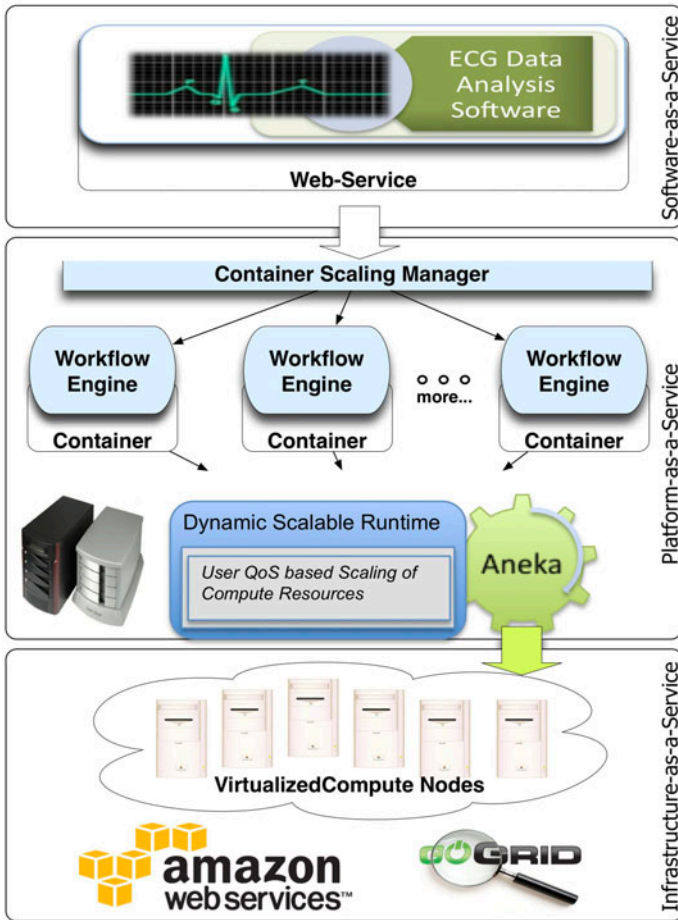 ECG Data
Analysis
Software
Web-Service
Software-as-a-Service
Container Scaling Manager
Workflow
Engine
Container
Workflow
Engine
Container
more...
Workflow
Engine
Container
Platform-as-a-Service
Dynamic Scalable Runtime
User QoS based Scaling of
Compute Resources
Aneka
VirtualizedCompute Nodes
Infrastructure-as-a-Service
amazon
web services™
GOGRID